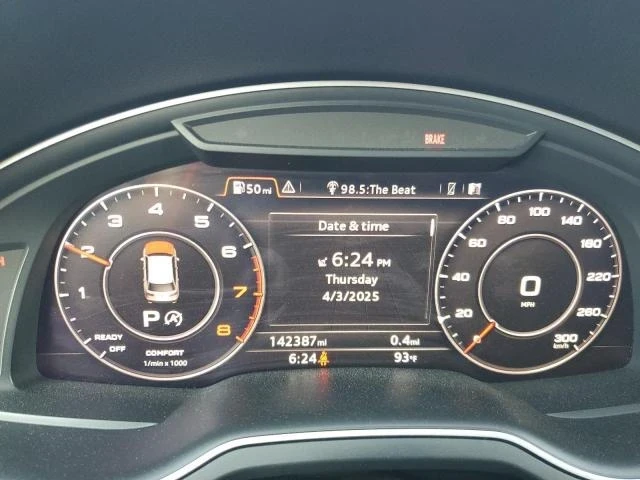 BRAKE
50 mi
98.5:The Beat
Date & time
6:24 PM
Thursday
4/3/2025
142387 mi
0.4 mi
6:24
93°F
1
2
3
4
5
6
7
8
READY
OFF
P
COMFORT
1/min x 1000
20
40
60
80
100
140
180
220
260
300
km/h
0
MPH